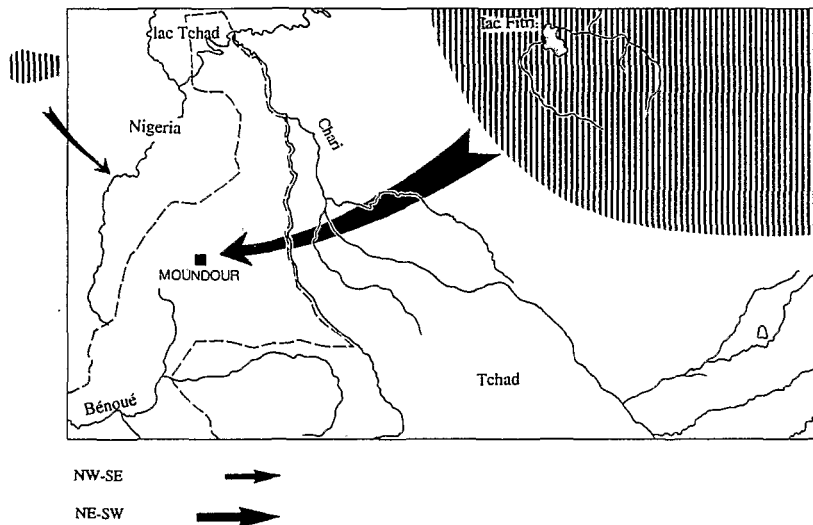 lac Tchad
lac Fitri
Nigeria
Chari
MOUNDOUR
Tchad
Bénoué
NW-SE
NE-SW